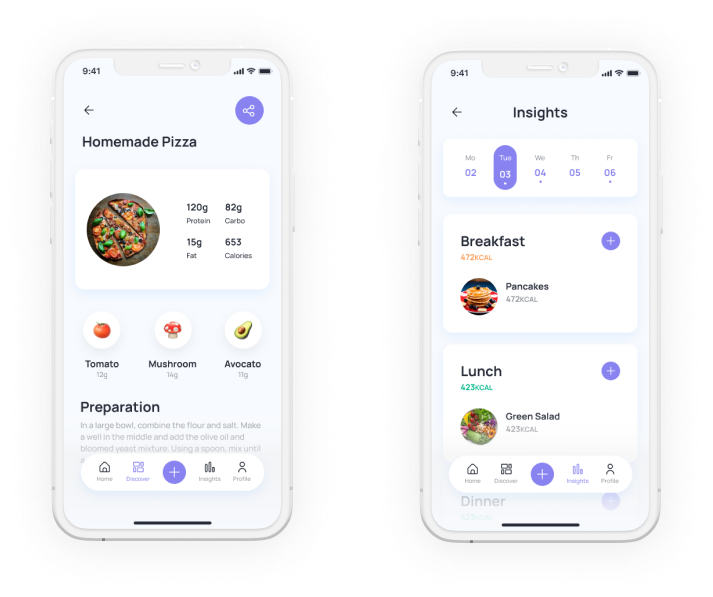 9:41
Homemade Pizza
120g
82g
Protein
Carbo
15g
653
Fat
Calories
Tomato
Mushroom
Avocato
12g
14g
11g
Preparation
In a large bowl, combine the flour and salt. Make
a well in the middle and add the olive oil and
bloomed yeast mixture. Using a spoon, mix until
Home
Discover
Insights
Profile
9:41
Insights
Mo
Tue
We
Th
Fr
02
03
04
05
06
Breakfast
472KCAL
Pancakes
472KCAL
Lunch
423KCAL
Green Salad
423KCAL
Home
Discover
Insights
Profile
Dinner